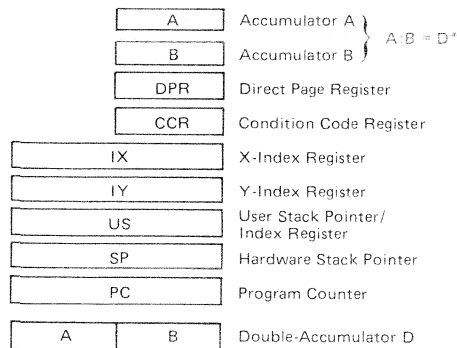 A Accumulator A
A:B = D*
B Accumulator B
DPR Direct Page Register
CCR Condition Code Register
IX X-Index Register
IY Y-Index Register
US User Stack Pointer/
Index Register
SP Hardware Stack Pointer
PC Program Counter
A B Double-Accumulator D